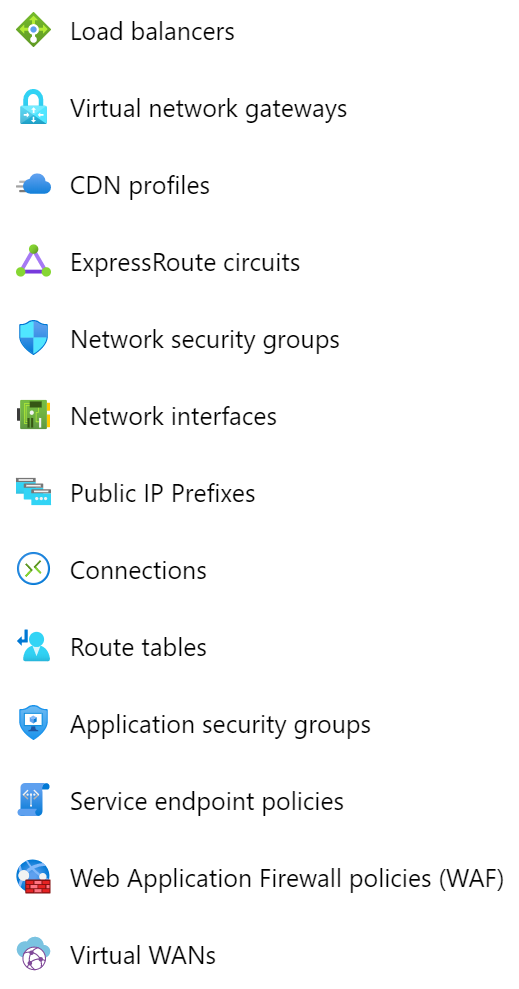 Load balancers
Virtual network gateways
CDN profiles
ExpressRoute circuits
Network security groups
Network interfaces
Public IP Prefixes
Connections
Route tables
Application security groups
Service endpoint policies
Web Application Firewall policies (WAF)
Virtual WANs